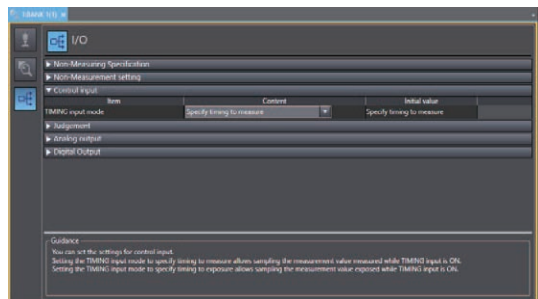 I/O
Non-Measuring Specification
Non-Measurement setting
Control input
Item Content Initial value
TIMING input mode Specify timing to measure Specify timing to measure
Judgement
Analog output
Digital Output
Guidance
You can set the settings for control input.
Setting the TIMING input mode to specify timing to measure allows sampling the measurement value measured while TIMING input is ON.
Setting the TIMING input mode to specify timing to exposure allows sampling the measurement value exposed while TIMING input is ON.